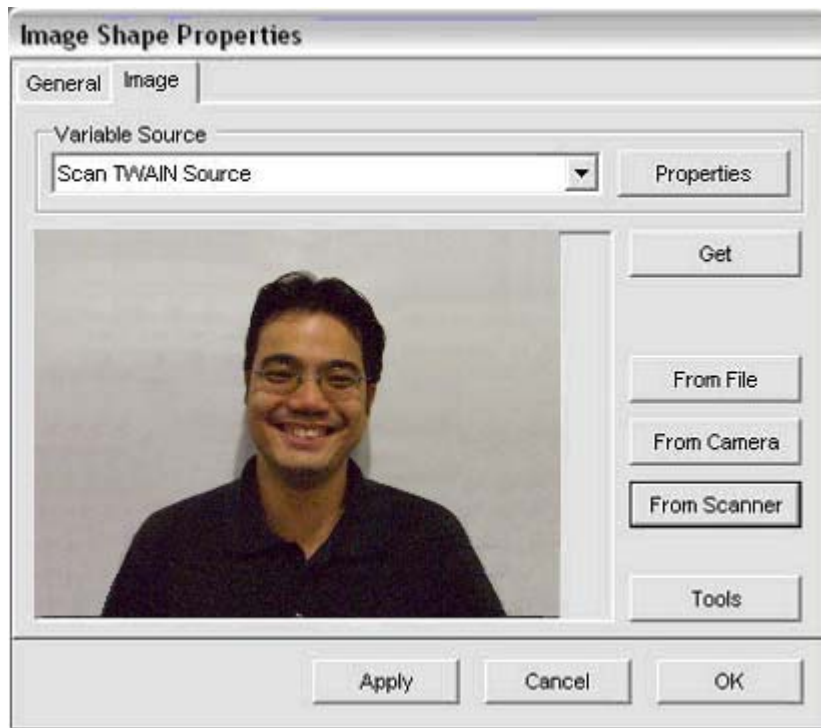 Image Shape Properties
General Image
Variable Source
Scan TWAIN Source
Properties
Get
From File
From Camera
From Scanner
Tools
Apply Cancel OK